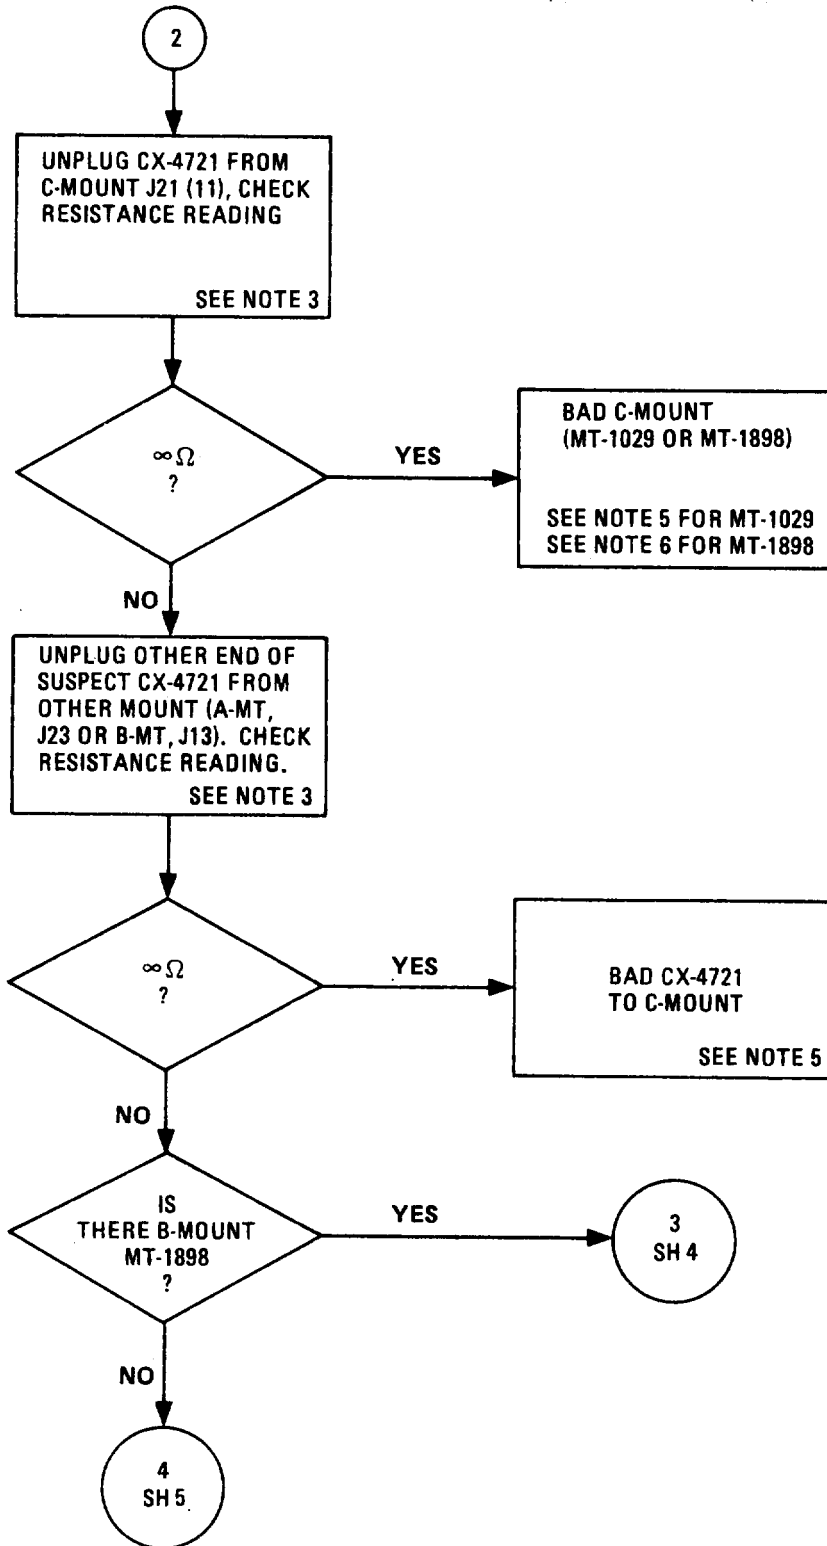 2
UNPLUG CX-4721 FROM
C-MOUNT J21 (11), CHECK
RESISTANCE READING
SEE NOTE 3
∞ Ω
?
YES
BAD C-MOUNT
(MT-1029 OR MT-1898)
SEE NOTE 5 FOR MT-1029
SEE NOTE 6 FOR MT-1898
NO
UNPLUG OTHER END OF
SUSPECT CX-4721 FROM
OTHER MOUNT (A-MT,
J23 OR B-MT, J13). CHECK
RESISTANCE READING.
SEE NOTE 3
∞ Ω
?
YES
BAD CX-4721
TO C-MOUNT
SEE NOTE 5
NO
IS
THERE B-MOUNT
MT-1898
?
YES
3
SH 4
NO
4
SH 5